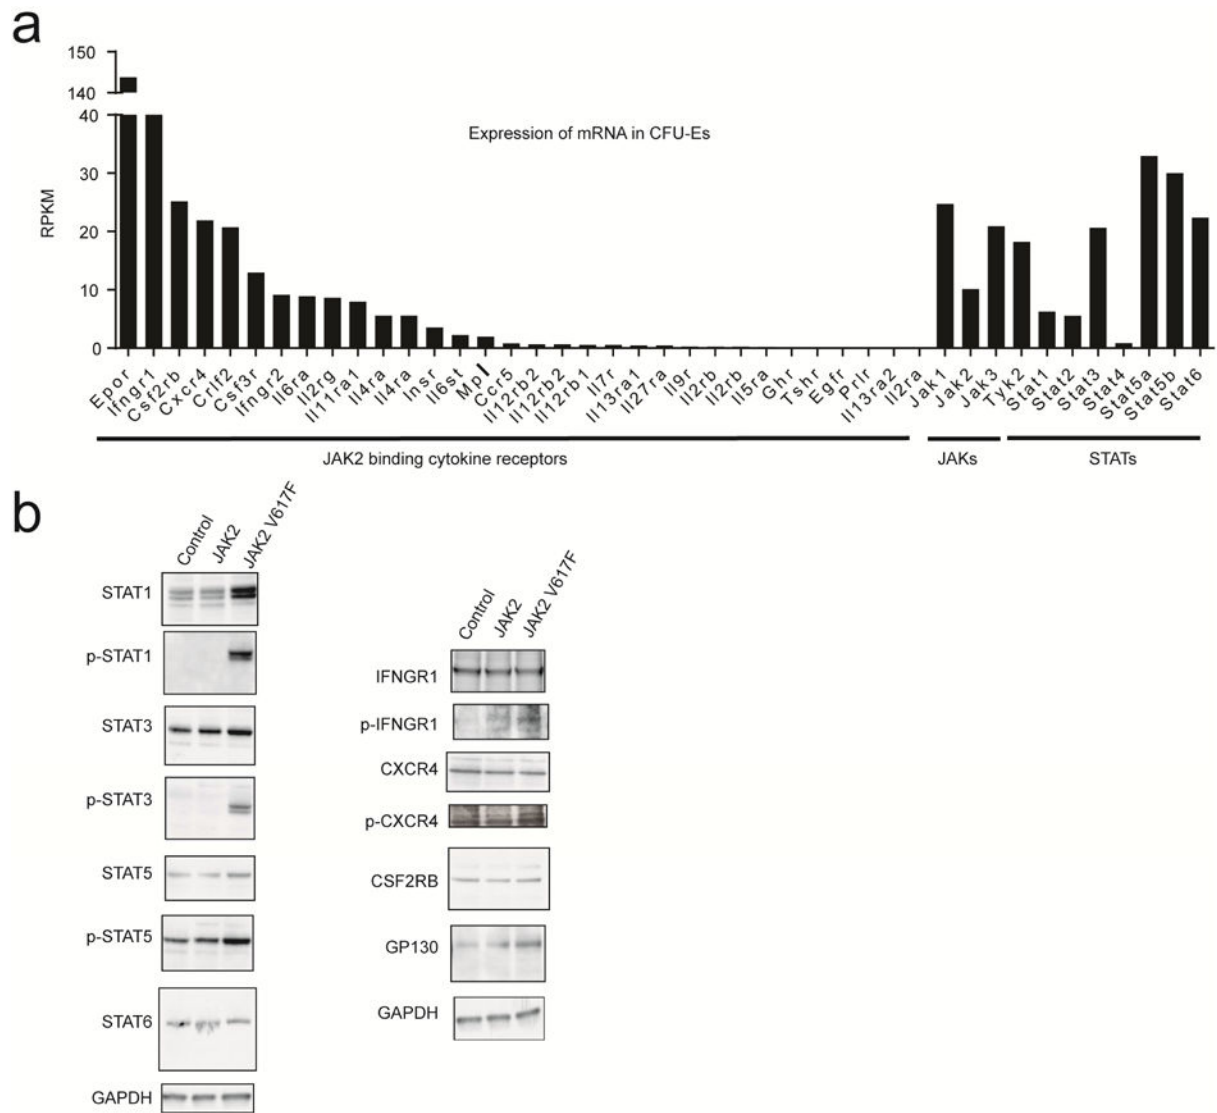 a
150
140
40
30
20
10
0
RPKM
Expression of mRNA in CFU-Es
Epor
Ifngr1
Csf2rb
Cxcr4
Crlf2
Csf3r
Ifngr2
Il6ra
Il2rg
Il11ra1
Il4ra
Il4ra
Insr
Il6st
Mpl
Ccr5
Il12rb2
Il12rb2
Il12rb1
Il7r
Il13ra1
Il27ra
Il9r
Il2rb
Il2rb
Il5ra
Ghr
Tshr
Egfr
Prlr
Il13ra2
Il2ra
Jak1
Jak2
Jak3
Tyk2
Stat1
Stat2
Stat3
Stat4
Stat5a
Stat5b
Stat6
JAK2 binding cytokine receptors
JAKs
STATs
b
Control
JAK2
JAK2 V617F
STAT1
p-STAT1
STAT3
p-STAT3
STAT5
p-STAT5
STAT6
GAPDH
Control
JAK2
JAK2 V617F
IFNGR1
p-IFNGR1
CXCR4
p-CXCR4
CSF2RB
GP130
GAPDH